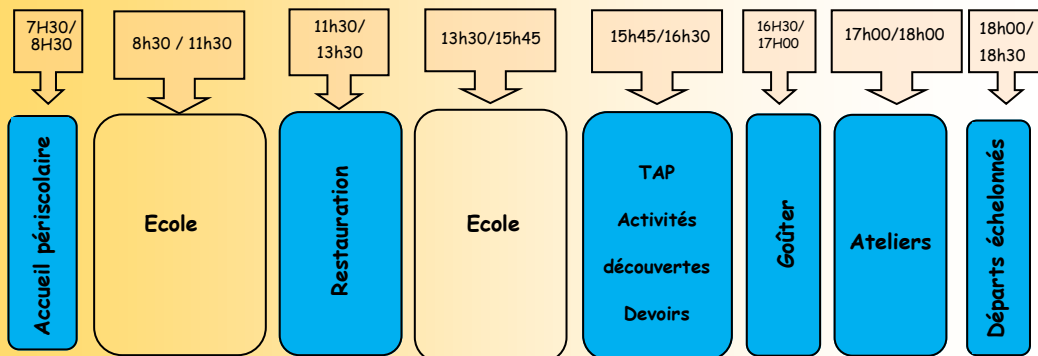 7H30/
8H30
8h30 / 11h30
11h30/
13h30
13h30/15h45
15h45/16h30
16H30/
17H00
17h00/18h00
18h00/
18h30
Accueil périscolaire
Ecole
Restauration
Ecole
TAP
Activités
découvertes
Devoirs
Goûter
Ateliers
Départs échelonnés